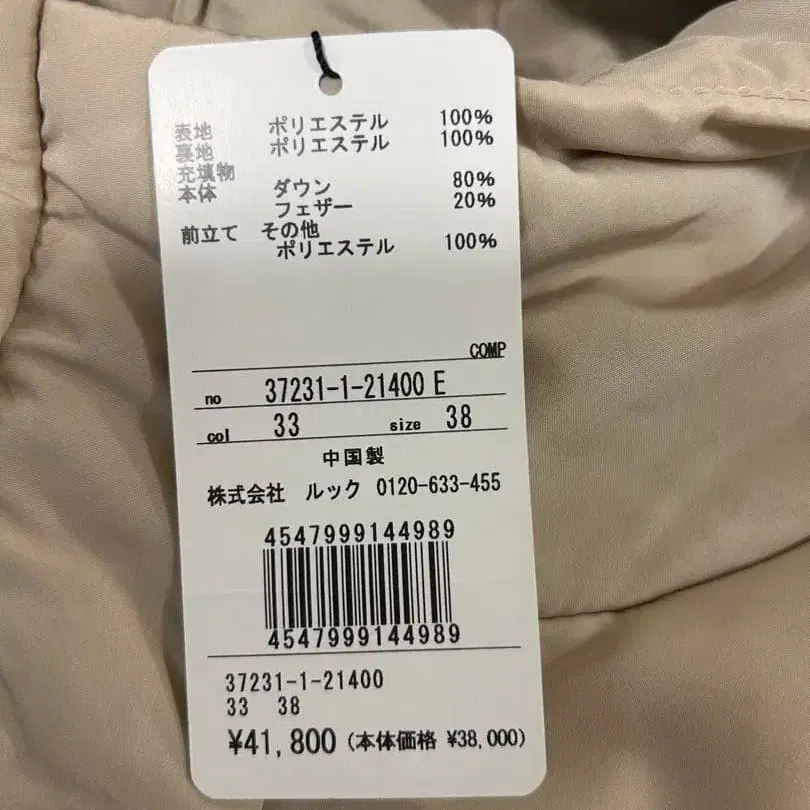 表地 ポリエステル 100%
裏地 ポリエステル 100%
充填物
本体 ダウン 80%
フェザー 20%
前立て その他
ポリエステル 100%
COMP
no 37231-1-21400 E
col 33 size 38
中国製
株式会社 ルック 0120-633-455
4547999144989
4547999144989
37231-1-21400
33 38
¥41,800 (本体価格 ¥38,000)